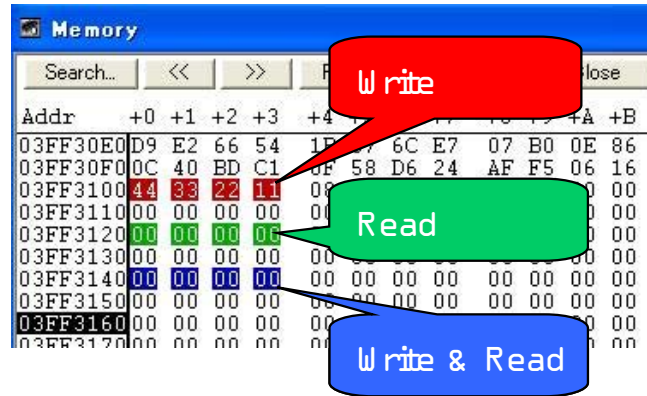 Memory
Search... << >> Close
Write
Addr +0 +1 +2 +3 +4 +A +B
03FF30E0 D9 E2 66 54 6C E7 07 B0 0E 86
03FF30F0 0C 40 BD C1 58 D6 24 AF F5 06 16
03FF3100 44 33 22 11 08 00
03FF3110 00 00 00 00 00
Read
03FF3120 00 00 00 00 00
03FF3130 00 00 00 00 00
03FF3140 00 00 00 00 00 00 00 00 00 00 00 00
03FF3150 00 00 00 00 00 00
03FF3160 00 00 00 00 00
03FF3170 00 00 00 00 00
Write & Read